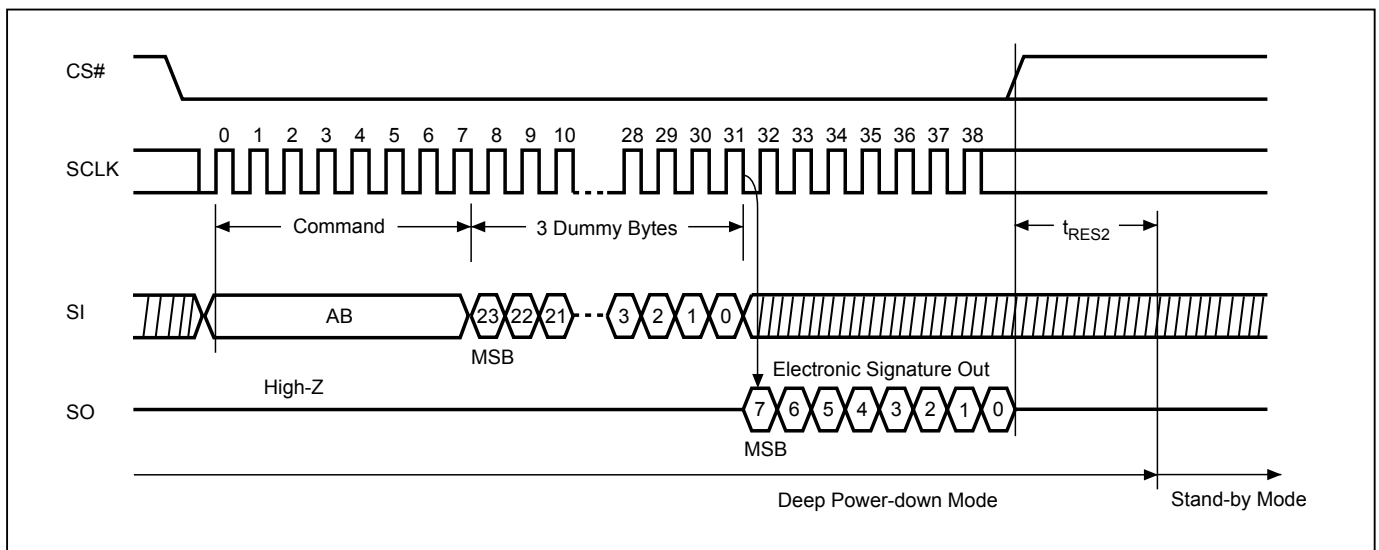 CS#
0 1 2 3 4 5 6 7 8 9 10 28 29 30 31 32 33 34 35 36 37 38
SCLK
Command 3 Dummy Bytes tRES2
SI AB 23 22 21 3 2 1 0
MSB
Electronic Signature Out
High-Z
SO 7 6 5 4 3 2 1 0
MSB
Deep Power-down Mode Stand-by Mode